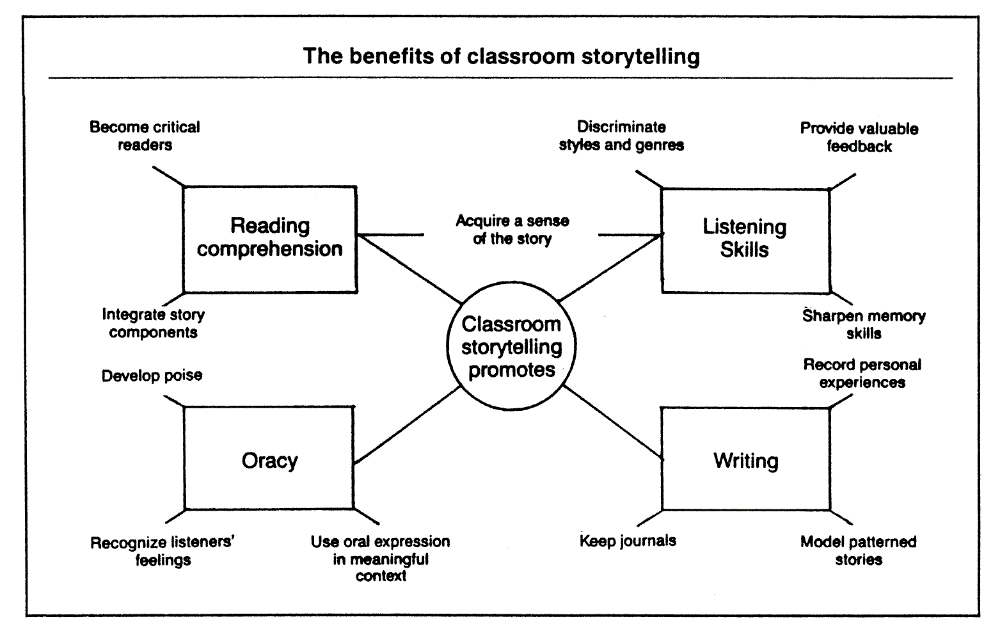 The benefits of classroom storytelling
Become critical
readers
Discriminate
styles and genres
Provide valuable
feedback
Reading
comprehension
Acquire a sense
of the story
Listening
Skills
Integrate story
components
Sharpen memory
skills
Classroom
storytelling
promotes
Develop poise
Record personal
experiences
Oracy
Writing
Recognize listeners'
feelings
Use oral expression
in meaningful
context
Keep journals
Model patterned
stories